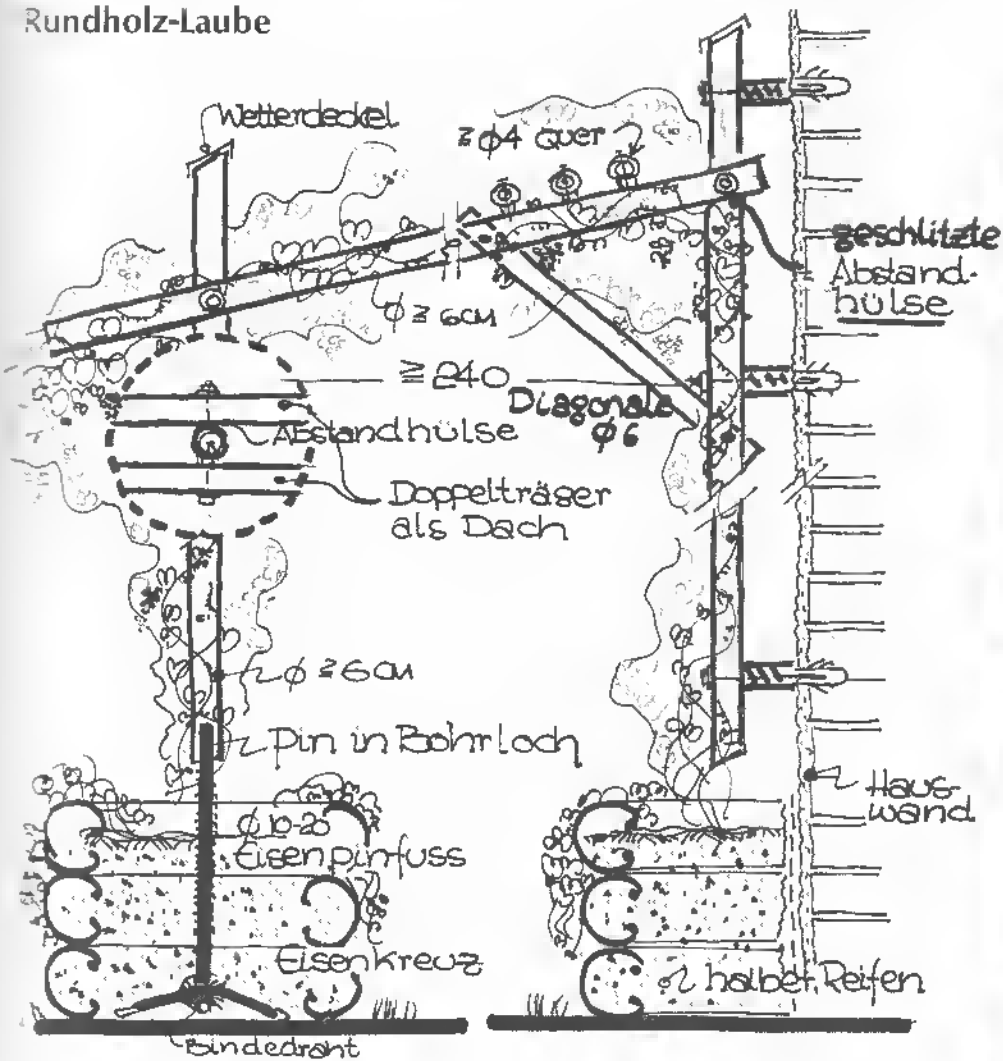 Rundholz-Laube
Wetterdeckel
≧ϕ4 quer
geschlitzte
Abstand-
hülse
ϕ≧6cm
≧240
Diagonale
ϕ6
Abstandhülse
Doppelträger
als Dach
ϕ≧6cm
Pin in Bohrloch
Haus-
wand
ϕ10-20
Eisenpinfuss
Eisenkreuz
halber Reifen
Bindedraht